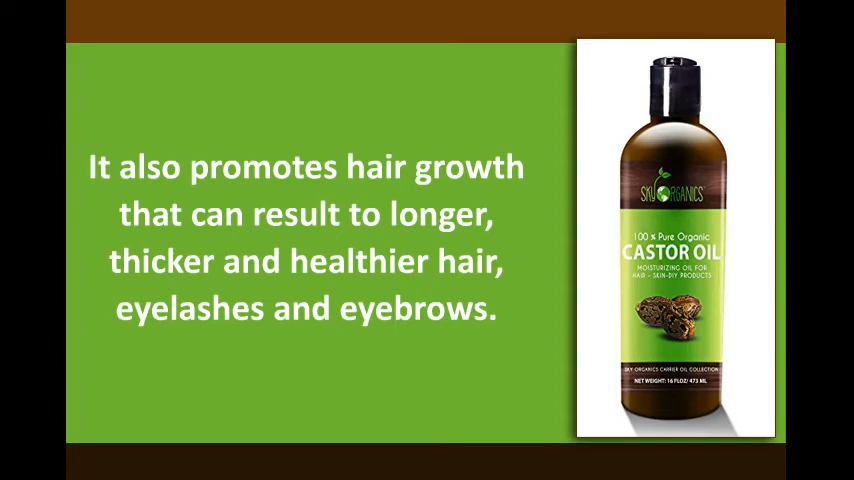 It also promotes hair growth
that can result to longer,
thicker and healthier hair,
eyelashes and eyebrows.
SKY ORGANICS
100 % Pure Organic
CASTOR OIL
MOISTURIZING OIL FOR
HAIR - SKIN-DIY PRODUCTS
SKY ORGANICS CARRIER OIL COLLECTION
NET WEIGHT: 16 FLOZ/ 473 ML